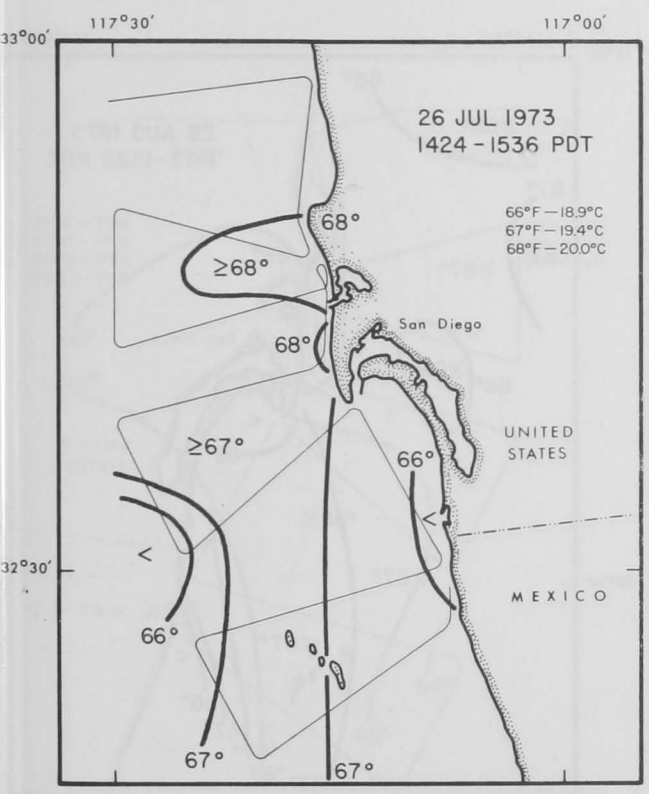 117°30'
117°00'
33°00'
26 JUL 1973
1424-1536 PDT
66°F-18.9°C
67°F-19.4°C
68°F-20.0°C
68°
≥68°
San Diego
68°
UNITED
STATES
≥67°
66°
<
<
32°30'
MEXICO
66°
67°
67°